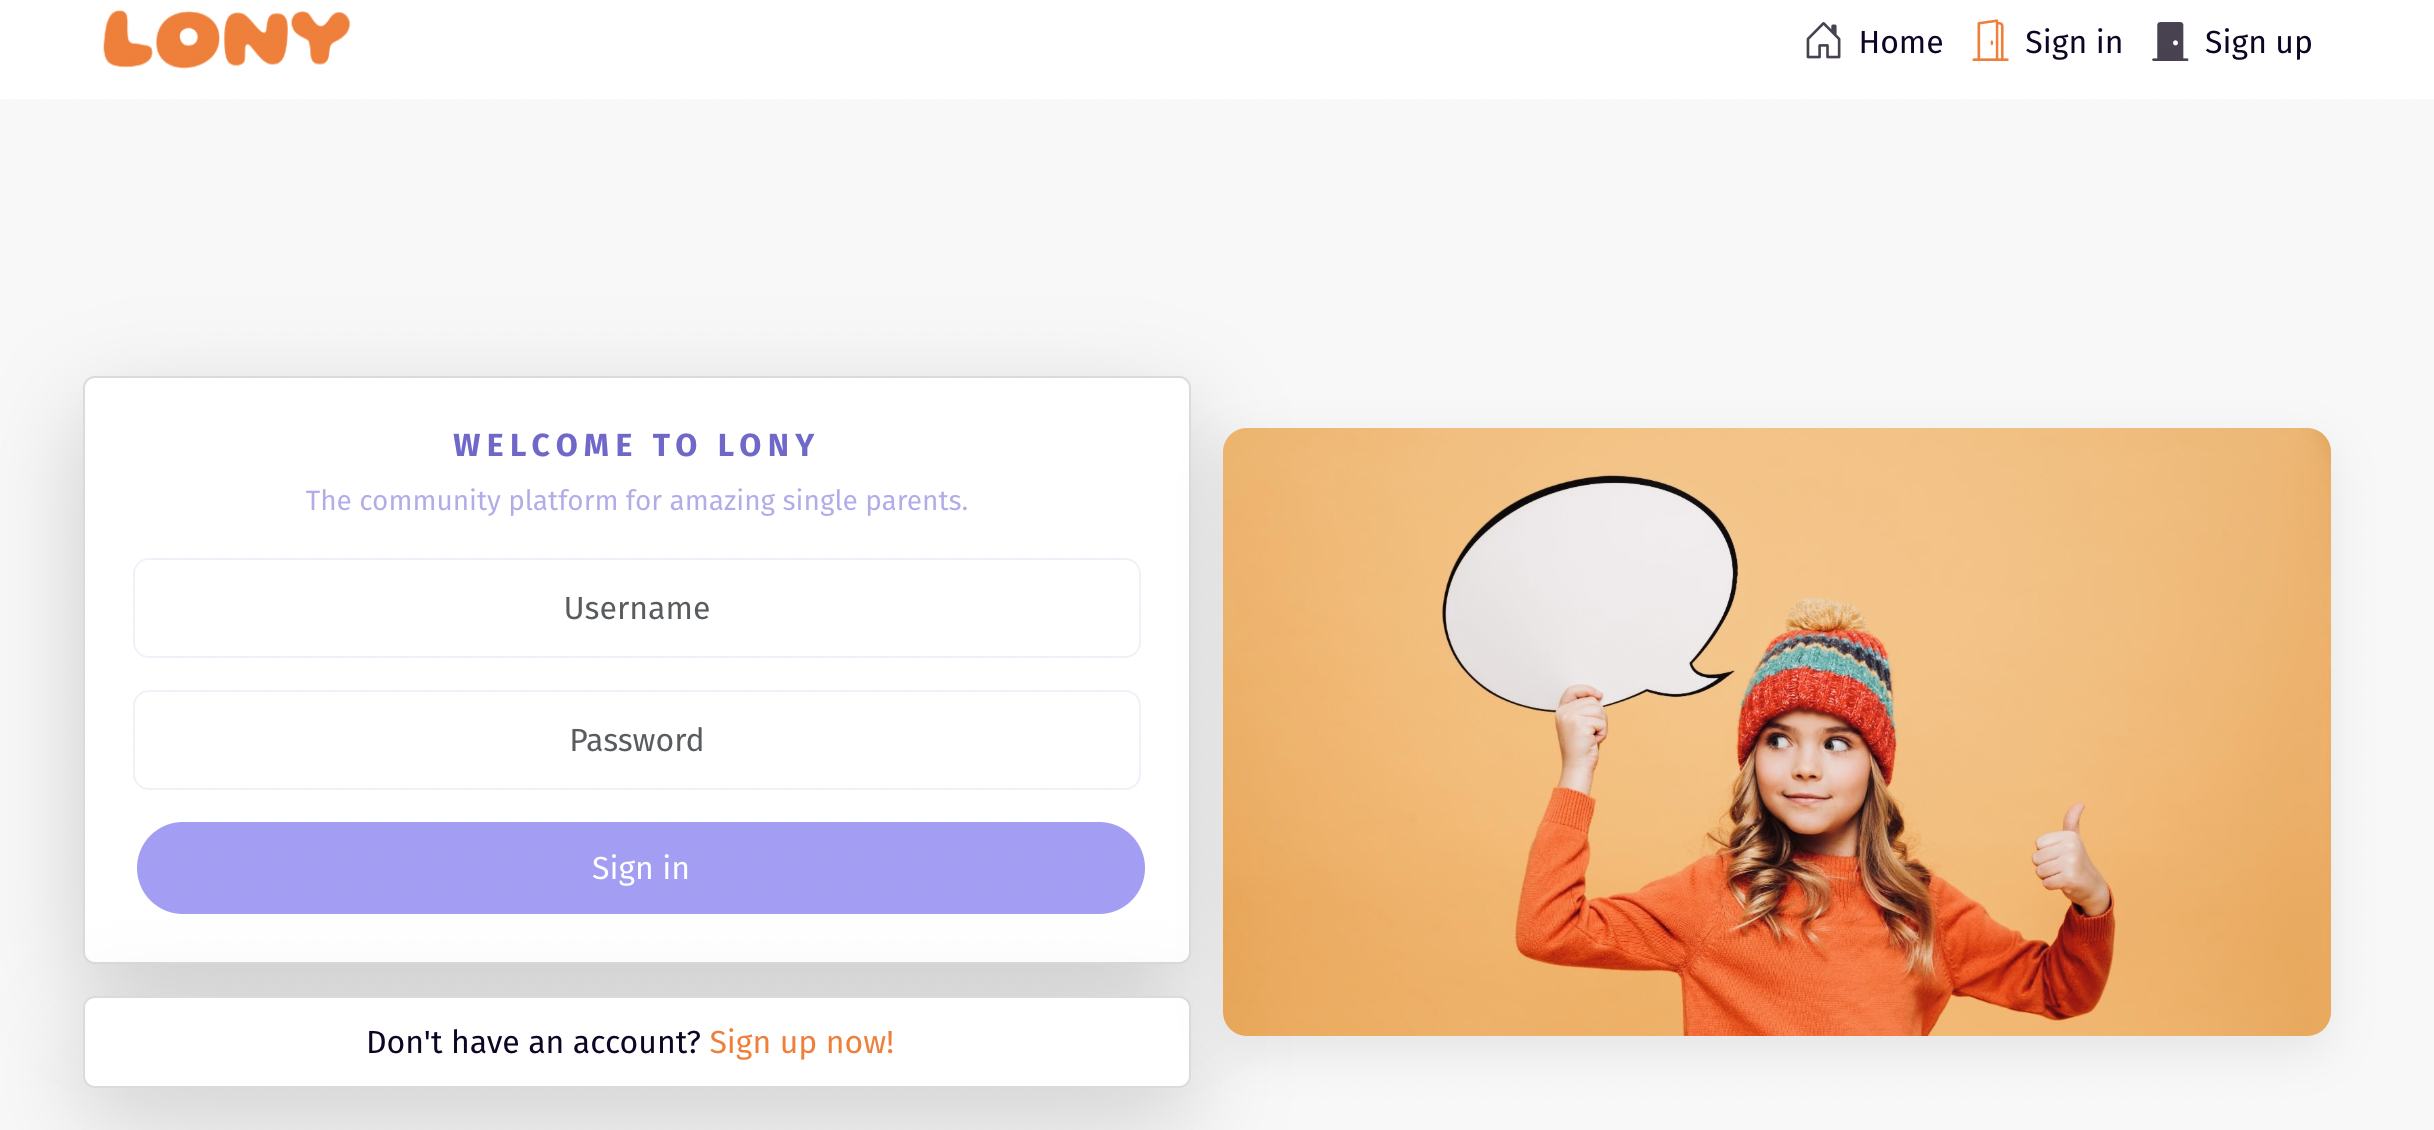 LONY
Home Sign in Sign up
WELCOME TO LONY
The community platform for amazing single parents.
Username
Password
Sign in
Don't have an account? Sign up now!